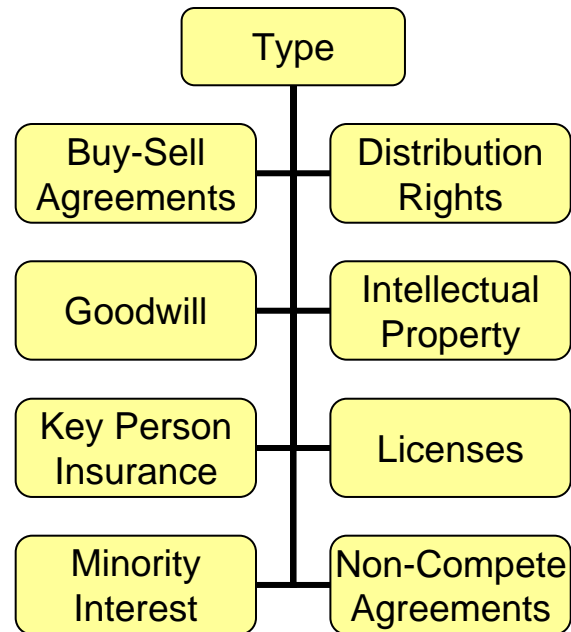 Type
Buy-Sell
Agreements
Distribution
Rights
Goodwill
Intellectual
Property
Key Person
Insurance
Licenses
Minority
Interest
Non-Compete
Agreements